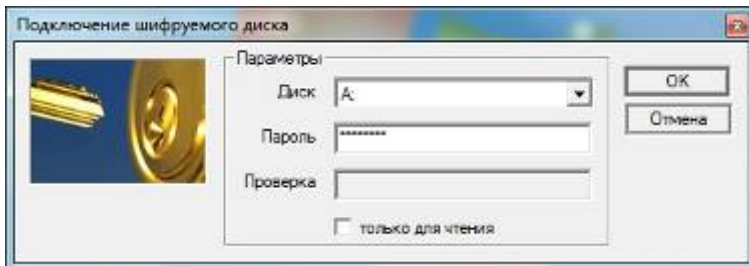 Подключение шифруемого диска
Параметры
Диск A:
Пароль ********
Проверка
только для чтения
OK
Отмена